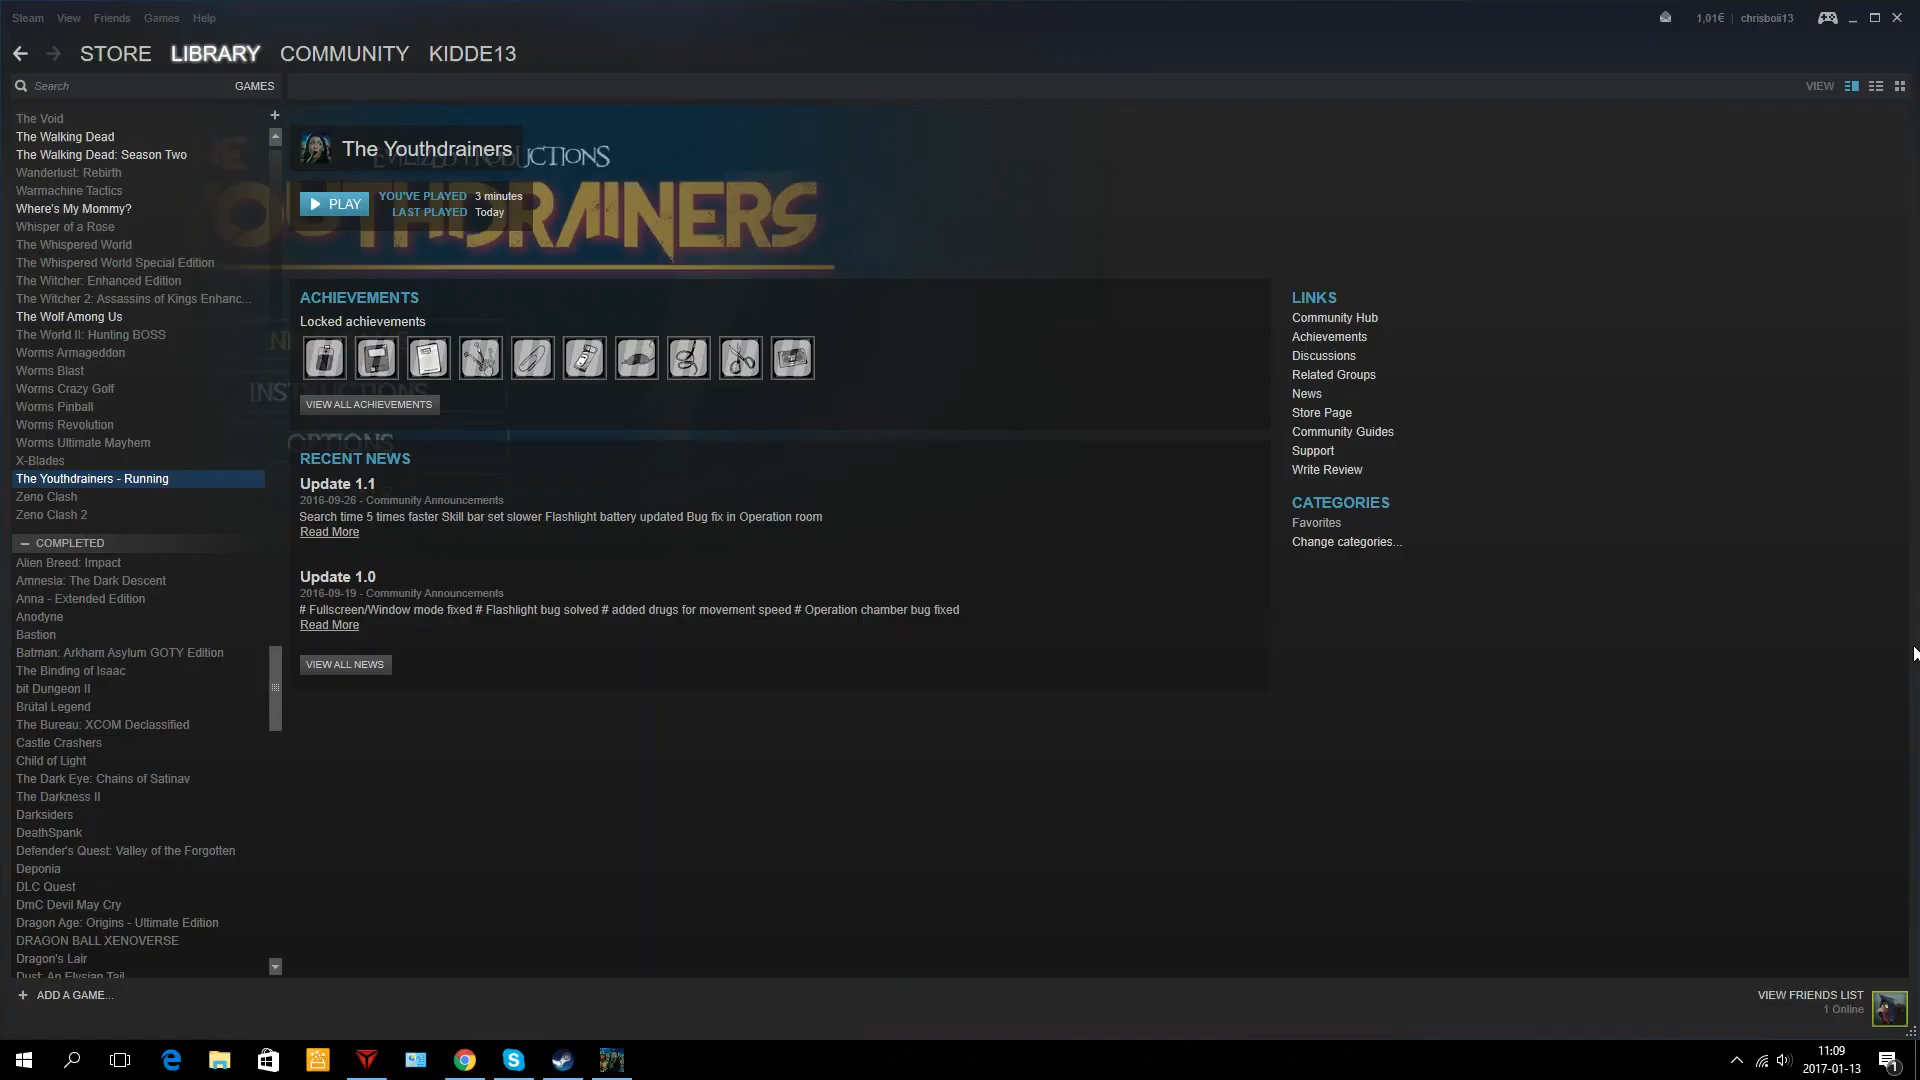 Steam View Friends Games Help
1,01€ | chrisboii13
STORE LIBRARY COMMUNITY KIDDE13
Search GAMES
VIEW
The Void
The Walking Dead
The Walking Dead: Season Two
Wanderlust: Rebirth
Warmachine Tactics
Where's My Mommy?
Whisper of a Rose
The Whispered World
The Whispered World Special Edition
The Witcher: Enhanced Edition
The Witcher 2: Assassins of Kings Enhanc...
The Wolf Among Us
The World II: Hunting BOSS
Worms Armageddon
Worms Blast
Worms Crazy Golf
Worms Pinball
Worms Revolution
Worms Ultimate Mayhem
X-Blades
The Youthdrainers - Running
Zeno Clash
Zeno Clash 2
COMPLETED
Alien Breed: Impact
Amnesia: The Dark Descent
Anna - Extended Edition
Anodyne
Bastion
Batman: Arkham Asylum GOTY Edition
The Binding of Isaac
bit Dungeon II
Brütal Legend
The Bureau: XCOM Declassified
Castle Crashers
Child of Light
The Dark Eye: Chains of Satinav
The Darkness II
Darksiders
DeathSpank
Defender's Quest: Valley of the Forgotten
Deponia
DLC Quest
DmC Devil May Cry
Dragon Age: Origins - Ultimate Edition
DRAGON BALL XENOVERSE
Dragon's Lair
Dust: An Elysian Tail
ADD A GAME...
The Youthdrainers
PLAY
YOU'VE PLAYED 3 minutes
LAST PLAYED Today
OUTHDRAINERS
ACHIEVEMENTS
Locked achievements
VIEW ALL ACHIEVEMENTS
OPTIONS
RECENT NEWS
Update 1.1
2016-09-26 - Community Announcements
Search time 5 times faster Skill bar set slower Flashlight battery updated Bug fix in Operation room
Read More
Update 1.0
2016-09-19 - Community Announcements
# Fullscreen/Window mode fixed # Flashlight bug solved # added drugs for movement speed # Operation chamber bug fixed
Read More
VIEW ALL NEWS
LINKS
Community Hub
Achievements
Discussions
Related Groups
News
Store Page
Community Guides
Support
Write Review
CATEGORIES
Favorites
Change categories...
VIEW FRIENDS LIST
1 Online
11:09
2017-01-13
1